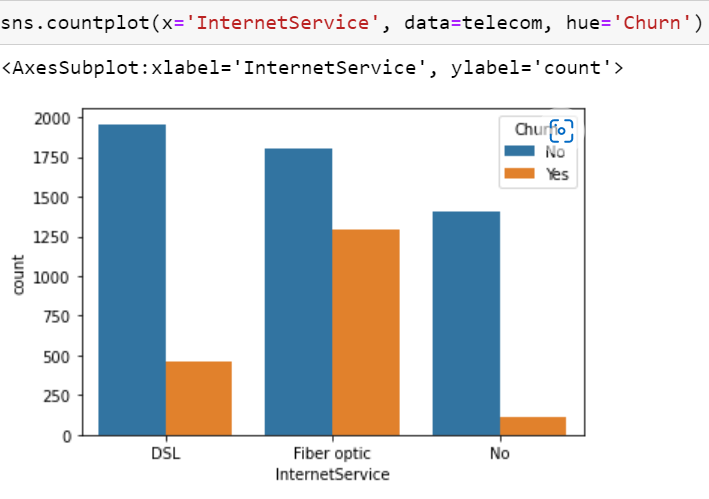 sns.countplot(x='InternetService', data=telecom, hue='Churn')
<AxesSubplot:xlabel='InternetService', ylabel='count'>
2000
1750
1500
1250
1000
750
500
250
0
count
Churn
No
Yes
DSL Fiber optic No
InternetService